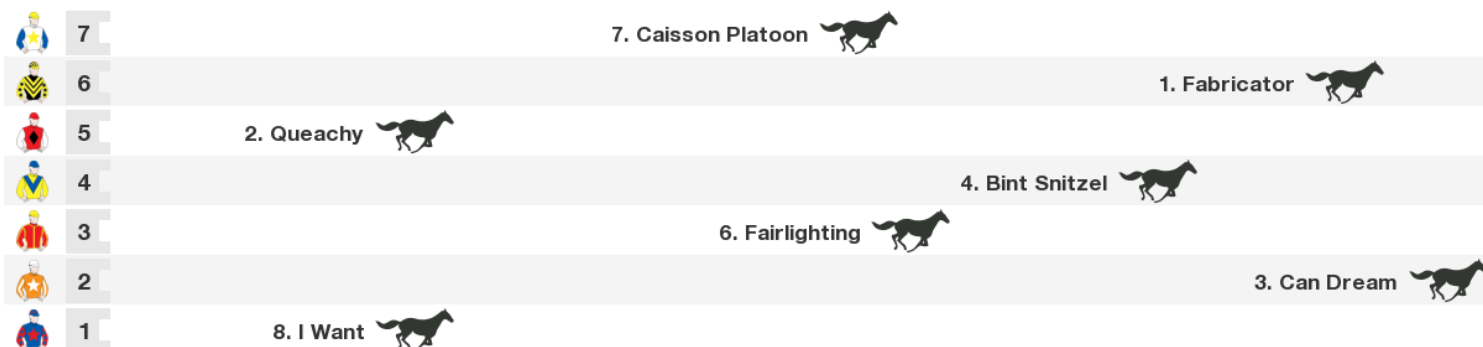 7 7. Caisson Platoon
6 1. Fabricator
5 2. Queachy
4 4. Bint Snitzel
3 6. Fairlighting
2 3. Can Dream
1 8. I Want